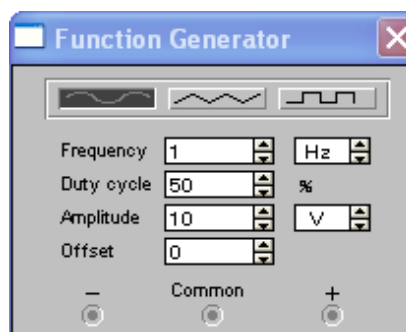 Function Generator
Frequency 1 Hz
Duty cycle 50 %
Amplitude 10 V
Offset 0
− Common +